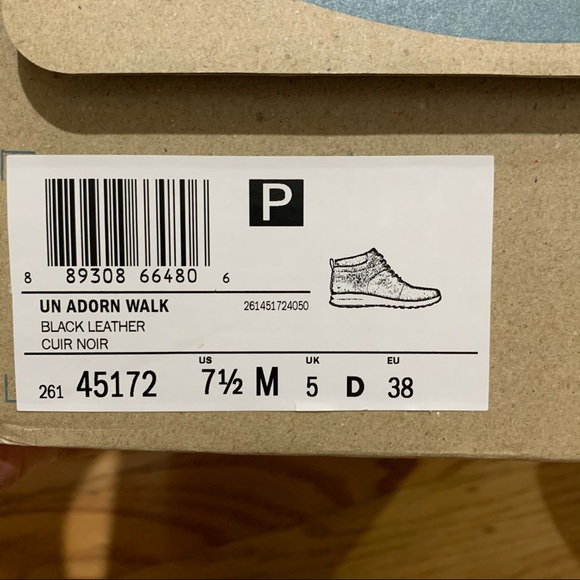 P
8 89308 66480 6
UN ADORN WALK 261451724050
BLACK LEATHER
CUIR NOIR
US UK EU
261 45172 7½ M 5 D 38